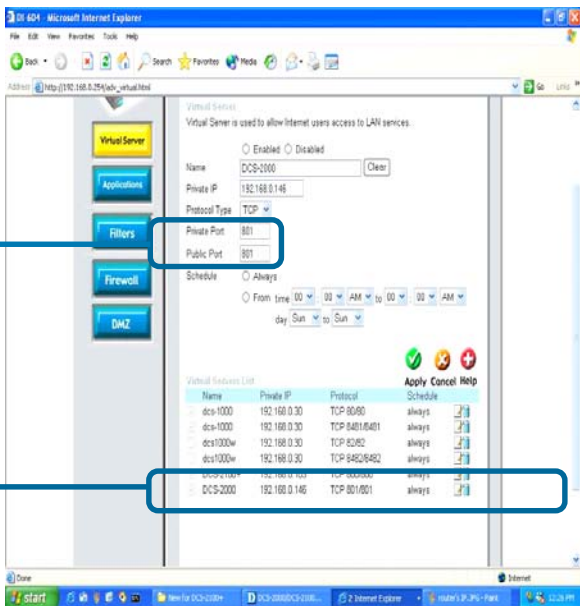 DI-604 - Microsoft Internet Explorer
File Edit View Favorites Tools Help
Back Search Favorites Media
Address http://192.168.0.254/adv_virtual.html Go Links
Virtual Server
Applications
Filters
Firewall
DMZ
Virtual Server
Virtual Server is used to allow Internet users access to LAN services.
Enabled Disabled
Name DCS-2000 Clear
Private IP 192.168.0.146
Protocol Type TCP
Private Port 801
Public Port 801
Schedule Always
From time 00 : 00 AM to 00 : 00 AM
day Sun to Sun
Apply Cancel Help
Virtual Servers List
Name Private IP Protocol Schedule
dcs-1000 192.168.0.30 TCP 80/80 always
dcs-1000 192.168.0.30 TCP 8481/8481 always
dcs1000w 192.168.0.30 TCP 82/82 always
dcs1000w 192.168.0.30 TCP 8482/8482 always
DCS-2100+ always
DCS-2000 192.168.0.146 TCP 801/801 always
Done Internet
start 2 Internet Explorer 12:26 PM